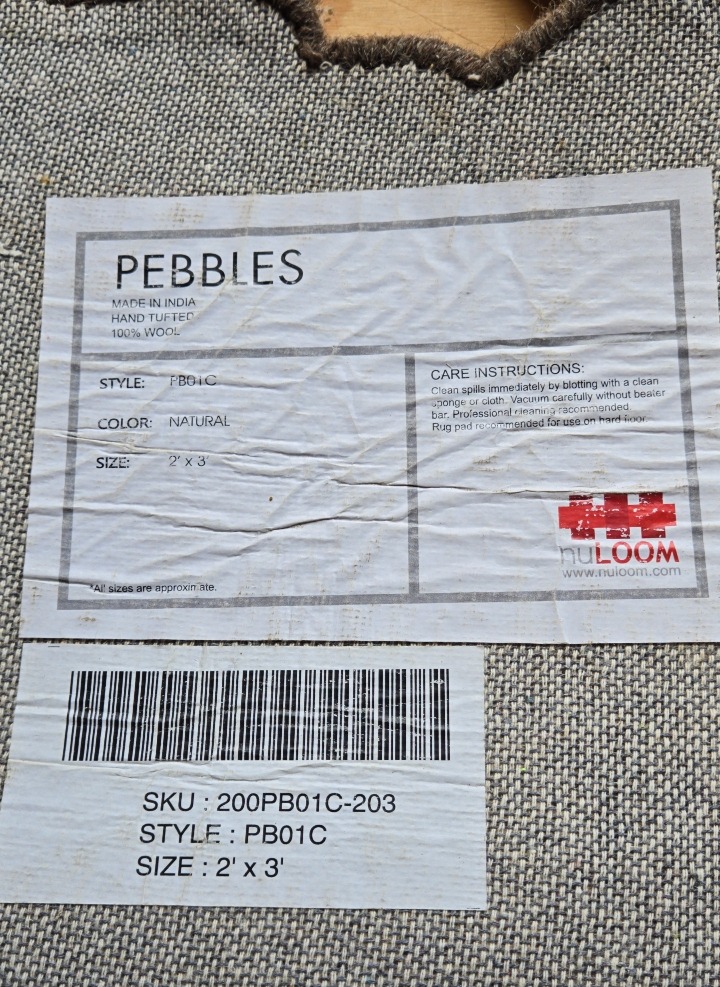 PEBBLES
MADE IN INDIA
HAND TUFTED
100% WOOL
STYLE: PB01C
COLOR: NATURAL
SIZE: 2' x 3'
*All sizes are approximate.
CARE INSTRUCTIONS:
Clean spills immediately by blotting with a clean
sponge or cloth. Vacuum carefully without beater
bar. Professional cleaning recommended.
Rug pad recommended for use on hard floor.
nuLOOM
www.nuloom.com
SKU : 200PB01C-203
STYLE : PB01C
SIZE : 2' x 3'